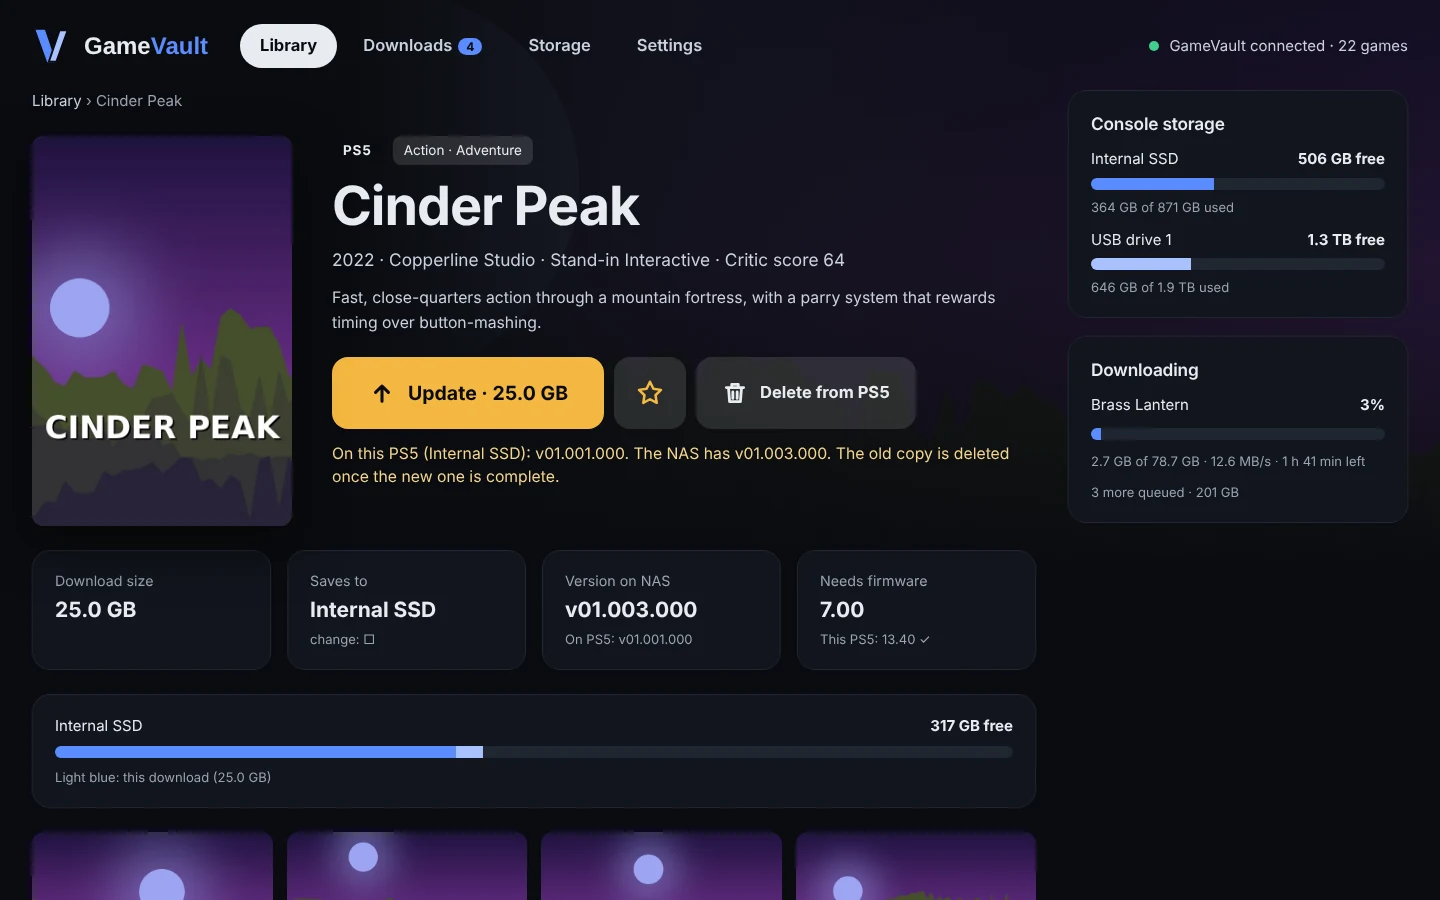 GameVault
Library
Downloads 4
Storage
Settings
GameVault connected · 22 games
Library › Cinder Peak
CINDER PEAK
PS5
Action · Adventure
Cinder Peak
2022 · Copperline Studio · Stand-in Interactive · Critic score 64
Fast, close-quarters action through a mountain fortress, with a parry system that rewards
timing over button-mashing.
Update · 25.0 GB
Delete from PS5
On this PS5 (Internal SSD): v01.001.000. The NAS has v01.003.000. The old copy is deleted
once the new one is complete.
Console storage
Internal SSD 506 GB free
364 GB of 871 GB used
USB drive 1 1.3 TB free
646 GB of 1.9 TB used
Downloading
Brass Lantern 3%
2.7 GB of 78.7 GB · 12.6 MB/s · 1 h 41 min left
3 more queued · 201 GB
Download size
25.0 GB
Saves to
Internal SSD
change: □
Version on NAS
v01.003.000
On PS5: v01.001.000
Needs firmware
7.00
This PS5: 13.40 ✓
Internal SSD 317 GB free
Light blue: this download (25.0 GB)